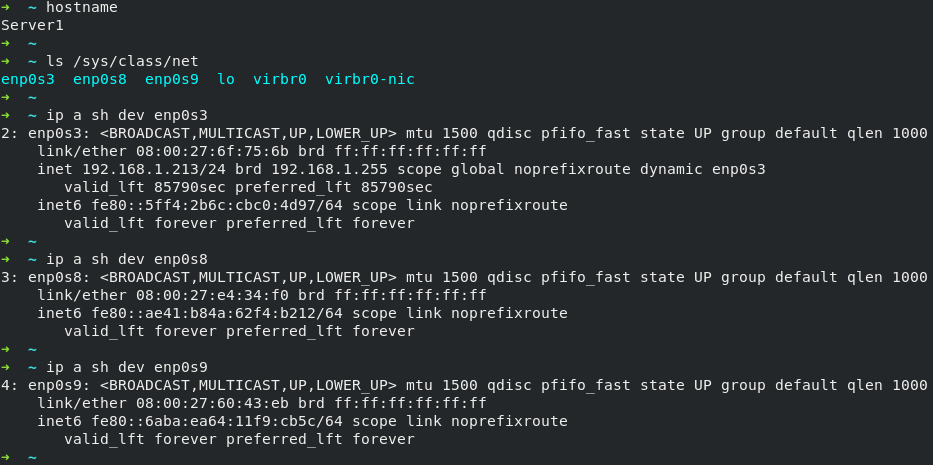 ➜ ~ hostname
Server1
➜ ~
➜ ~ ls /sys/class/net
enp0s3 enp0s8 enp0s9 lo virbr0 virbr0-nic
➜ ~
➜ ~ ip a sh dev enp0s3
2: enp0s3: <BROADCAST,MULTICAST,UP,LOWER_UP> mtu 1500 qdisc pfifo_fast state UP group default qlen 1000
    link/ether 08:00:27:6f:75:6b brd ff:ff:ff:ff:ff:ff
    inet 192.168.1.213/24 brd 192.168.1.255 scope global noprefixroute dynamic enp0s3
       valid_lft 85790sec preferred_lft 85790sec
    inet6 fe80::5ff4:2b6c:cbc0:4d97/64 scope link noprefixroute
       valid_lft forever preferred_lft forever
➜ ~
➜ ~ ip a sh dev enp0s8
3: enp0s8: <BROADCAST,MULTICAST,UP,LOWER_UP> mtu 1500 qdisc pfifo_fast state UP group default qlen 1000
    link/ether 08:00:27:e4:34:f0 brd ff:ff:ff:ff:ff:ff
    inet6 fe80::ae41:b84a:62f4:b212/64 scope link noprefixroute
       valid_lft forever preferred_lft forever
➜ ~
➜ ~ ip a sh dev enp0s9
4: enp0s9: <BROADCAST,MULTICAST,UP,LOWER_UP> mtu 1500 qdisc pfifo_fast state UP group default qlen 1000
    link/ether 08:00:27:60:43:eb brd ff:ff:ff:ff:ff:ff
    inet6 fe80::6aba:ea64:11f9:cb5c/64 scope link noprefixroute
       valid_lft forever preferred_lft forever
➜ ~